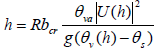 h = Rb_{cr} \frac{\theta_{va} |U(h)|^2}{g(\theta_v(h) - \theta_s)}